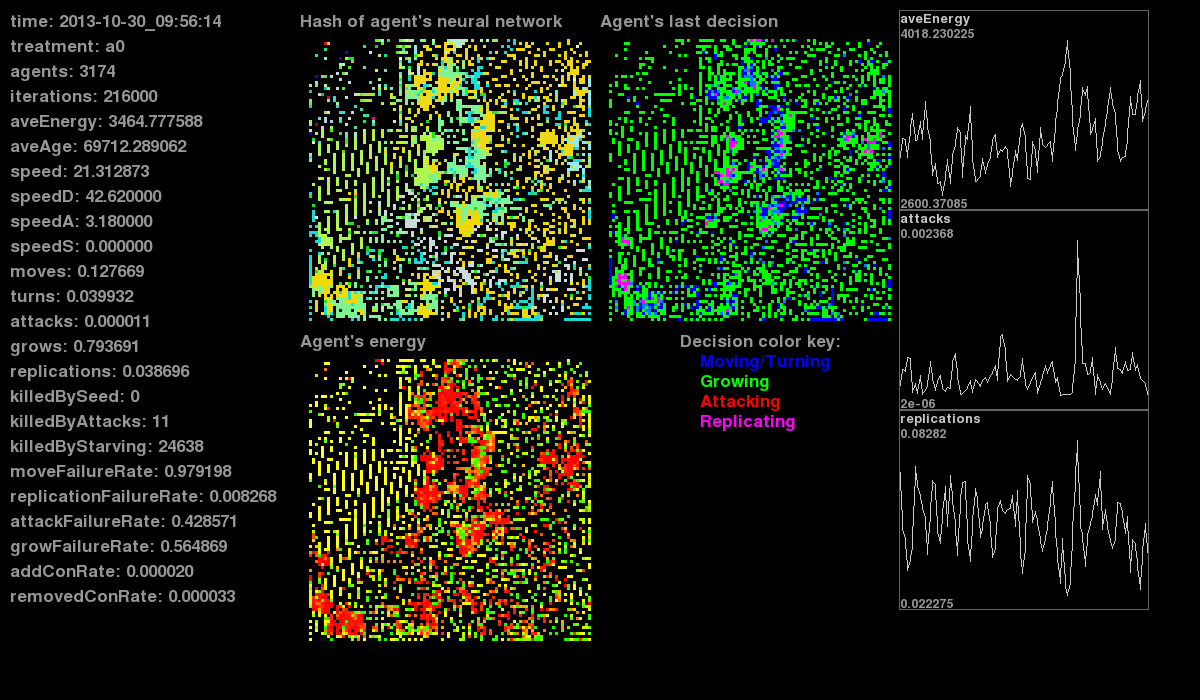 time: 2013-10-30_09:56:14
treatment: a0
agents: 3174
iterations: 216000
aveEnergy: 3464.777588
aveAge: 69712.289062
speed: 21.312873
speedD: 42.620000
speedA: 3.180000
speedS: 0.000000
moves: 0.127669
turns: 0.039932
attacks: 0.000011
grows: 0.793691
replications: 0.038696
killedBySeed: 0
killedByAttacks: 11
killedByStarving: 24638
moveFailureRate: 0.979198
replicationFailureRate: 0.008268
attackFailureRate: 0.428571
growFailureRate: 0.564869
addConRate: 0.000020
removedConRate: 0.000033
Hash of agent's neural network
Agent's last decision
Agent's energy
Decision color key:
Moving/Turning
Growing
Attacking
Replicating
aveEnergy
4018.230225
2600.37085
attacks
0.002368
2e-06
replications
0.08282
0.022275